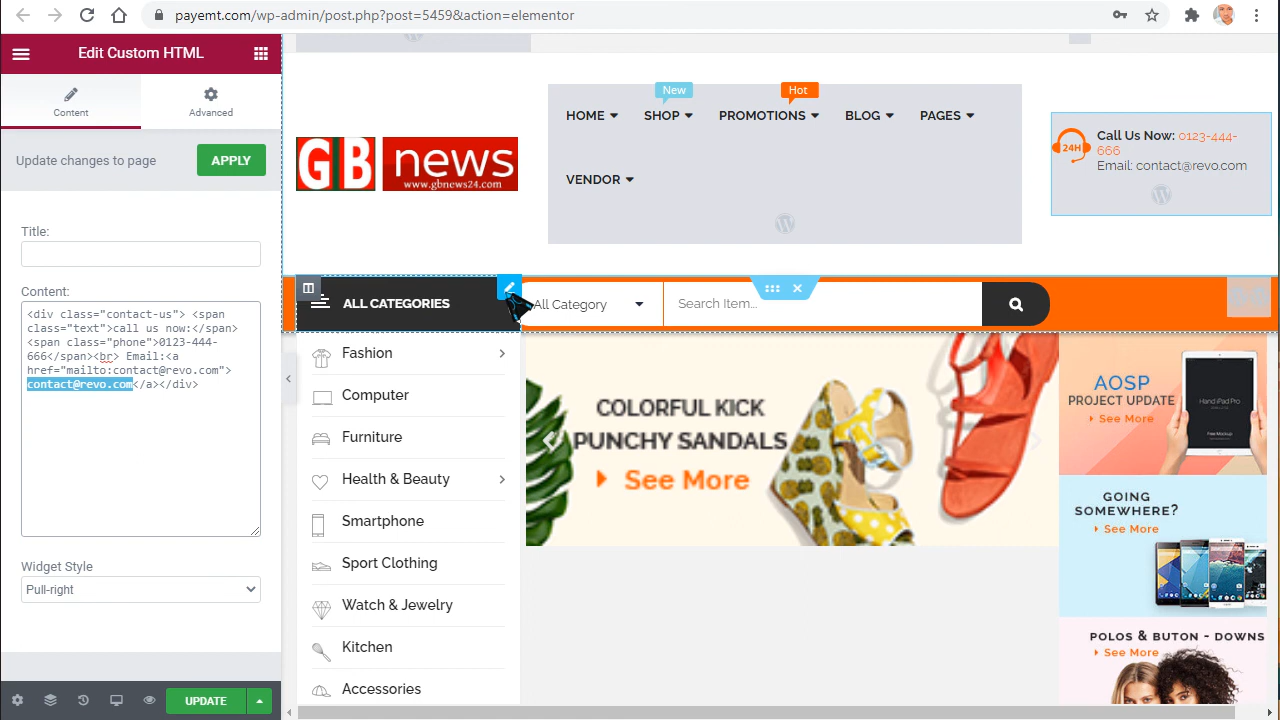 payemt.com/wp-admin/post.php?post=5459&action=elementor
Edit Custom HTML
Content
Advanced
Update changes to page
APPLY
Title:
Content:
<div class="contact-us"> <span
class="text">call us now:</span>
<span class="phone">0123-444-
666</span><br> Email:<a
href="mailto:contact@revo.com">
contact@revo.com</a></div>
Widget Style
Pull-right
UPDATE
New
Hot
HOME
SHOP
PROMOTIONS
BLOG
PAGES
VENDOR
GB news
www.gbnews24.com
24H
Call Us Now: 0123-444-
666
Email: contact@revo.com
ALL CATEGORIES
All Category
Search Item...
Fashion
Computer
Furniture
Health & Beauty
Smartphone
Sport Clothing
Watch & Jewelry
Kitchen
Accessories
COLORFUL KICK
PUNCHY SANDALS
See More
AOSP
PROJECT UPDATE
See More
Hand iPad Pro
Free Mockup
GOING
SOMEWHERE?
See More
POLOS & BUTON - DOWNS
See More